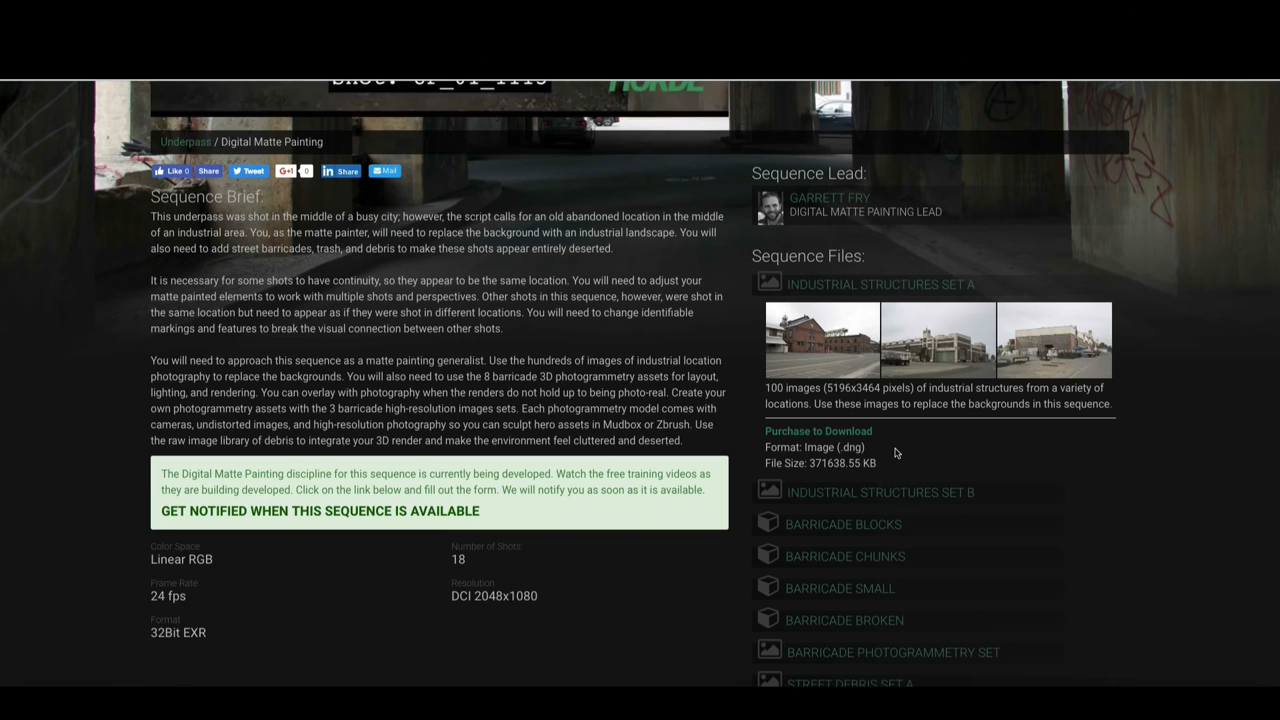 Underpass / Digital Matte Painting
Like 0 Share Tweet G+1 0 in Share Mail
Sequence Brief:
This underpass was shot in the middle of a busy city; however, the script calls for an old abandoned location in the middle
of an industrial area. You, as the matte painter, will need to replace the background with an industrial landscape. You will
also need to add street barricades, trash, and debris to make these shots appear entirely deserted.
It is necessary for some shots to have continuity, so they appear to be the same location. You will need to adjust your
matte painted elements to work with multiple shots and perspectives. Other shots in this sequence, however, were shot in
the same location but need to appear as if they were shot in different locations. You will need to change identifiable
markings and features to break the visual connection between other shots.
You will need to approach this sequence as a matte painting generalist. Use the hundreds of images of industrial location
photography to replace the backgrounds. You will also need to use the 8 barricade 3D photogrammetry assets for layout,
lighting, and rendering. You can overlay with photography when the renders do not hold up to being photo-real. Create your
own photogrammetry assets with the 3 barricade high-resolution images sets. Each photogrammetry model comes with
cameras, undistorted images, and high-resolution photography so you can sculpt hero assets in Mudbox or Zbrush. Use
the raw image library of debris to integrate your 3D render and make the environment feel cluttered and deserted.
The Digital Matte Painting discipline for this sequence is currently being developed. Watch the free training videos as
they are building developed. Click on the link below and fill out the form. We will notify you as soon as it is available.
GET NOTIFIED WHEN THIS SEQUENCE IS AVAILABLE
Color Space
Linear RGB
Number of Shots:
18
Frame Rate
24 fps
Resolution
DCI 2048x1080
Format
32Bit EXR
Sequence Lead:
GARRETT FRY
DIGITAL MATTE PAINTING LEAD
Sequence Files:
INDUSTRIAL STRUCTURES SET A
100 images (5196x3464 pixels) of industrial structures from a variety of
locations. Use these images to replace the backgrounds in this sequence.
Purchase to Download
Format: Image (.dng)
File Size: 371638.55 KB
INDUSTRIAL STRUCTURES SET B
BARRICADE BLOCKS
BARRICADE CHUNKS
BARRICADE SMALL
BARRICADE BROKEN
BARRICADE PHOTOGRAMMETRY SET
STREET DEBRIS SET A